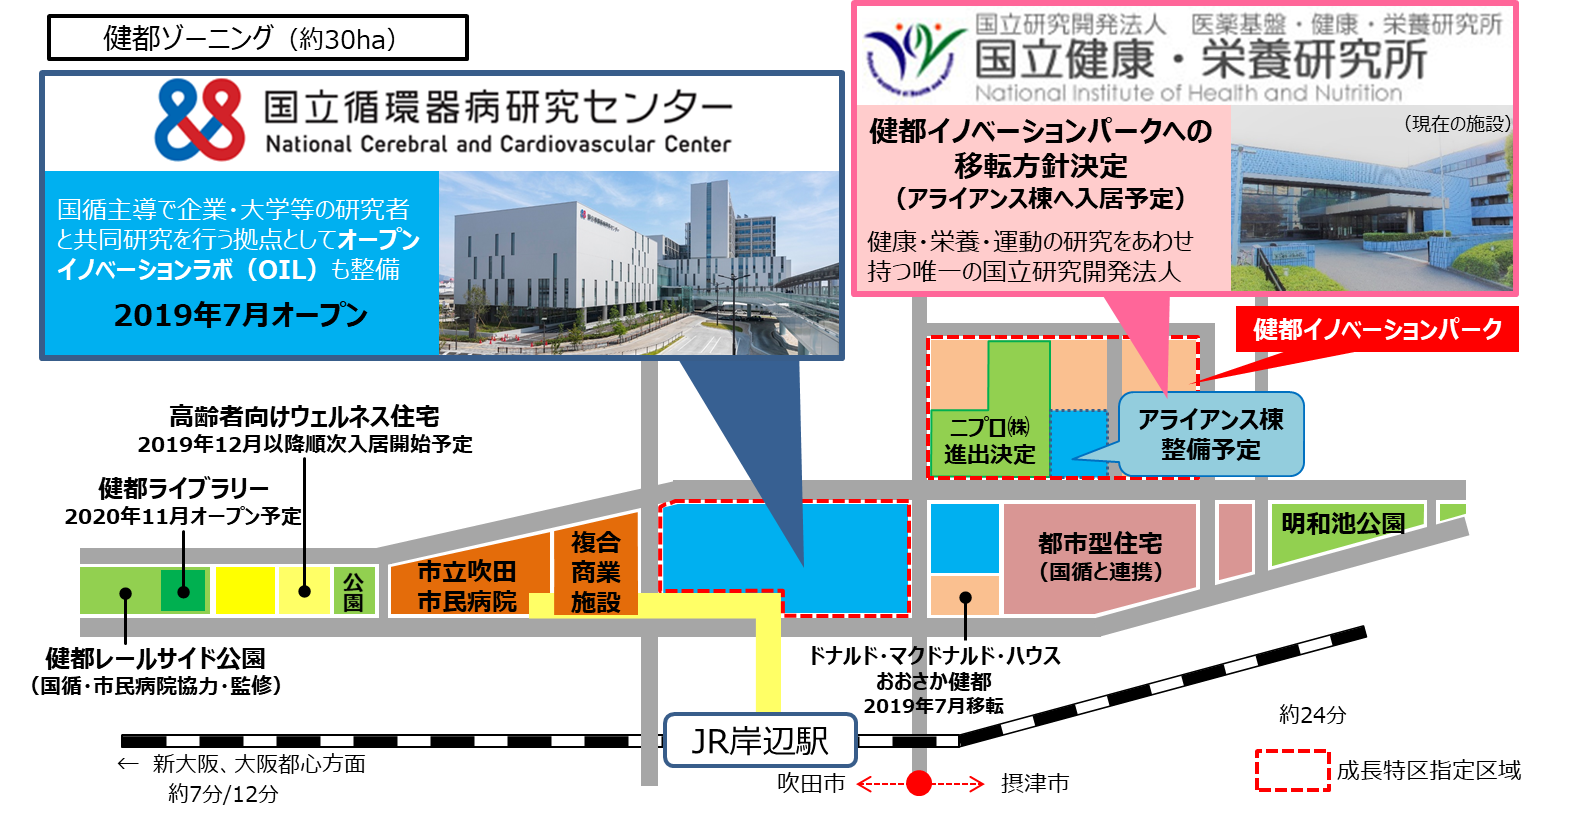 健都ゾーニング（約30ha）
国立循環器病研究センター
National Cerebral and Cardiovascular Center
国循主導で企業・大学等の研究者
と共同研究を行う拠点としてオープン
イノベーションラボ（OIL）も整備
2019年7月オープン
国立研究開発法人　医薬基盤・健康・栄養研究所
国立健康・栄養研究所
National Institute of Health and Nutrition
健都イノベーションパークへの
移転方針決定
（アライアンス棟へ入居予定）
健康・栄養・運動の研究をあわせ
持つ唯一の国立研究開発法人
（現在の施設）
健都イノベーションパーク
アライアンス棟
整備予定
ニプロ㈱
進出決定
高齢者向けウェルネス住宅
2019年12月以降順次入居開始予定
健都ライブラリー
2020年11月オープン予定
公園
市立吹田
市民病院
複合
商業
施設
都市型住宅
（国循と連携）
明和池公園
健都レールサイド公園
（国循・市民病院協力・監修）
ドナルド・マクドナルド・ハウス
おおさか健都
2019年7月移転
JR岸辺駅
← 新大阪、大阪都心方面
約7分/12分
約24分
吹田市
摂津市
成長特区指定区域